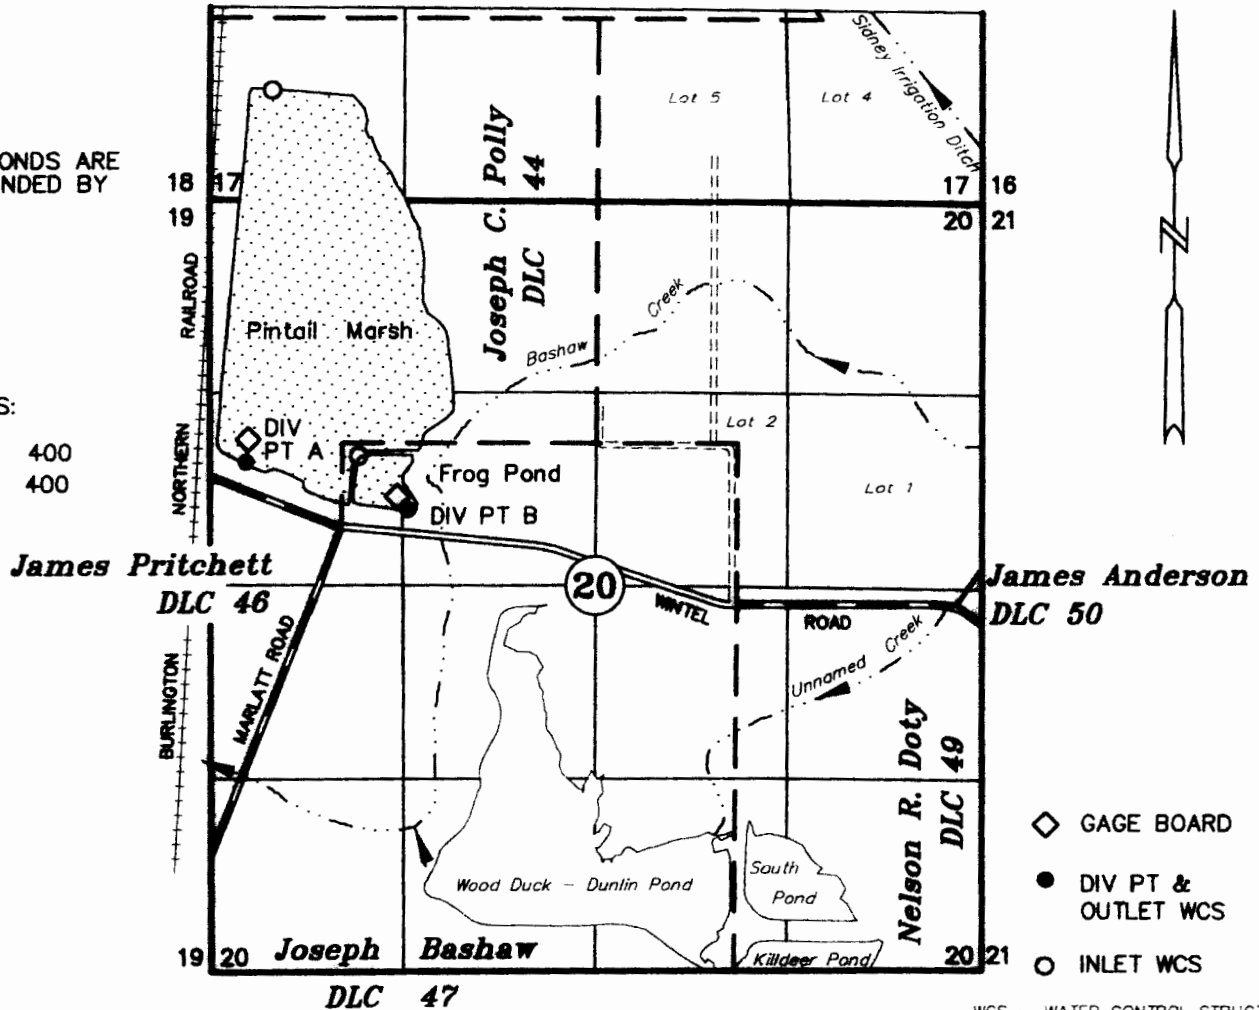 Sidney Irrigation Ditch
Lot 5
Lot 4
ONDS ARE
NDED BY
18 17
17 16
19
20 21
Joseph C. Polly
DLC 44
RAILROAD
Pintail Marsh
Bashaw Creek
S:
400
400
DIV
PT A
Lot 2
Lot 1
NORTHERN
Frog Pond
DIV PT B
James Pritchett
DLC 46
20
WINTEL ROAD
James Anderson
DLC 50
MARLATT ROAD
Unnamed Creek
BURLINGTON
Nelson R. Doty
DLC 49
Wood Duck - Dunlin Pond
South
Pond
Killdeer Pond
19 20
20 21
Joseph Bashaw
DLC 47
N
GAGE BOARD
DIV PT &
OUTLET WCS
INLET WCS